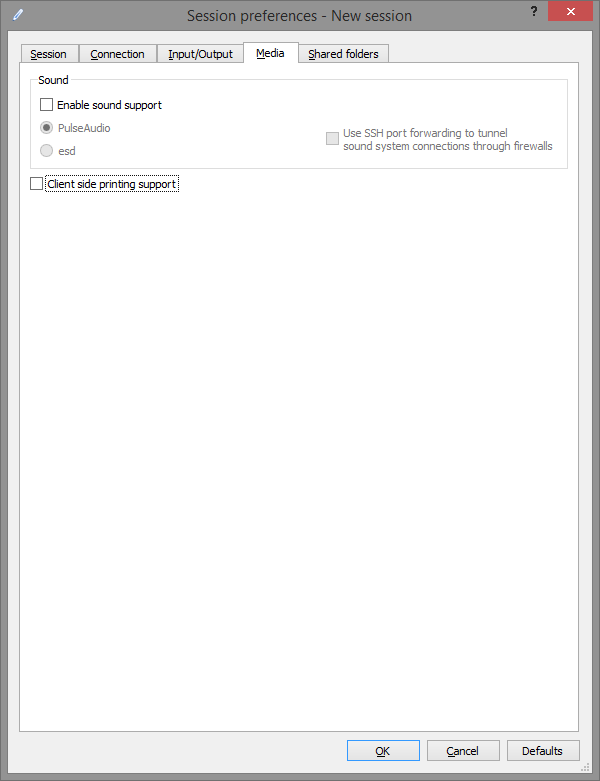 Session preferences - New session
?
Session Connection Input/Output Media Shared folders
Sound
Enable sound support
PulseAudio
esd
Use SSH port forwarding to tunnel
sound system connections through firewalls
Client side printing support
OK Cancel Defaults